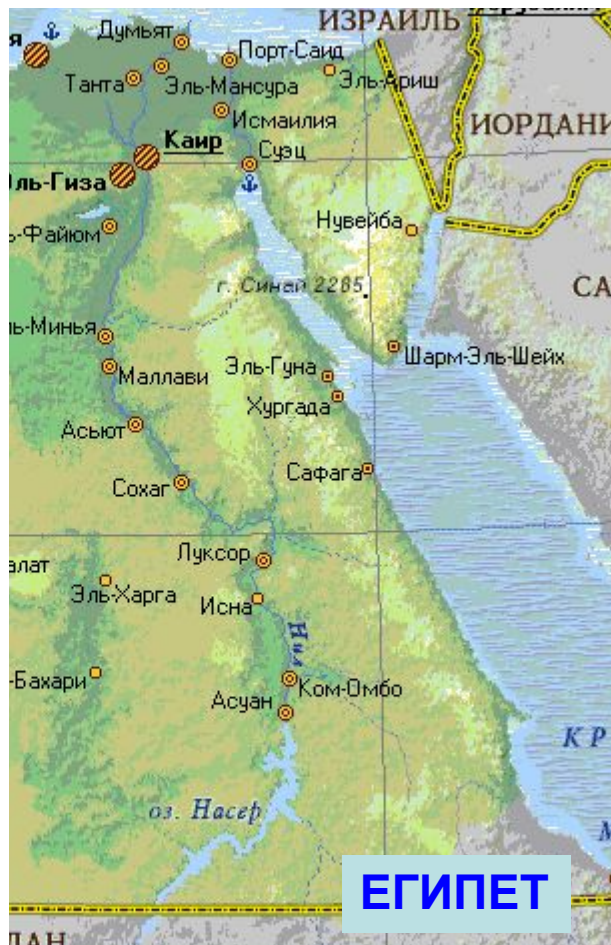 ИЗРАИЛЬ
Думьят
Порт-Саид
Танта
Эль-Мансура
Эль-Ариш
Исмаилия
ИОРДАНИ
Каир
Суэц
Эль-Гиза
Нувейба
ь-Файюм
г. Синай 2285
СА
ль-Минья
Шарм-Эль-Шейх
Маллави
Эль-Гуна
Хургада
Асьют
Сафага
Сохаг
Луксор
алат
Эль-Харга
Исна
Нил
-Бахари
Ком-Омбо
Асуан
К Р
оз. Насер
М
ЕГИПЕТ
ДАН